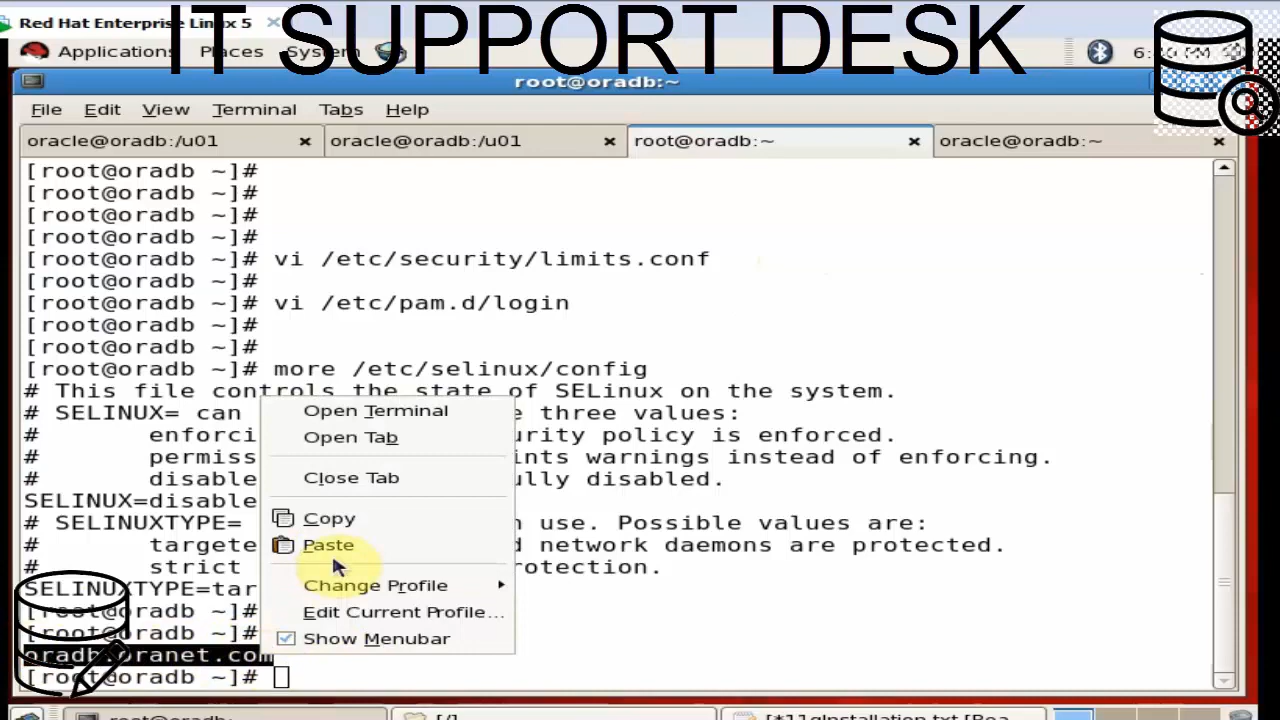 Red Hat Enterprise Linux 5
IT SUPPORT DESK
Applications Places System
root@oradb:~
File Edit View Terminal Tabs Help
oracle@oradb:/u01
oracle@oradb:/u01
root@oradb:~
oracle@oradb:~
[root@oradb ~]#
[root@oradb ~]#
[root@oradb ~]#
[root@oradb ~]#
[root@oradb ~]# vi /etc/security/limits.conf
[root@oradb ~]#
[root@oradb ~]# vi /etc/pam.d/login
[root@oradb ~]#
[root@oradb ~]#
[root@oradb ~]# more /etc/selinux/config
# This file controls the state of SELinux on the system.
# SELINUX= can e three values:
# enforci urity policy is enforced.
# permiss ints warnings instead of enforcing.
# disable ully disabled.
SELINUX=disable
# SELINUXTYPE= n use. Possible values are:
# targete d network daemons are protected.
# strict rotection.
SELINUXTYPE=tar
[root@oradb ~]#
[root@oradb ~]#
oradb.oranet.com
[root@oradb ~]#
Open Terminal
Open Tab
Close Tab
Copy
Paste
Change Profile
Edit Current Profile...
Show Menubar